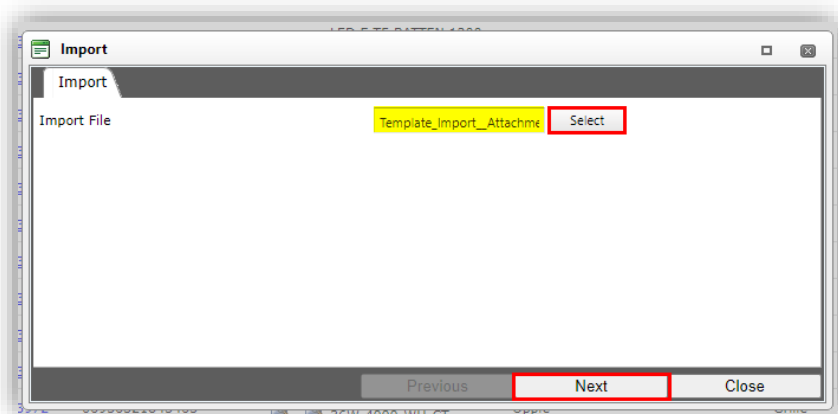 Import
Import
Import File
Template_Import__Attachme
Select
Previous
Next
Close